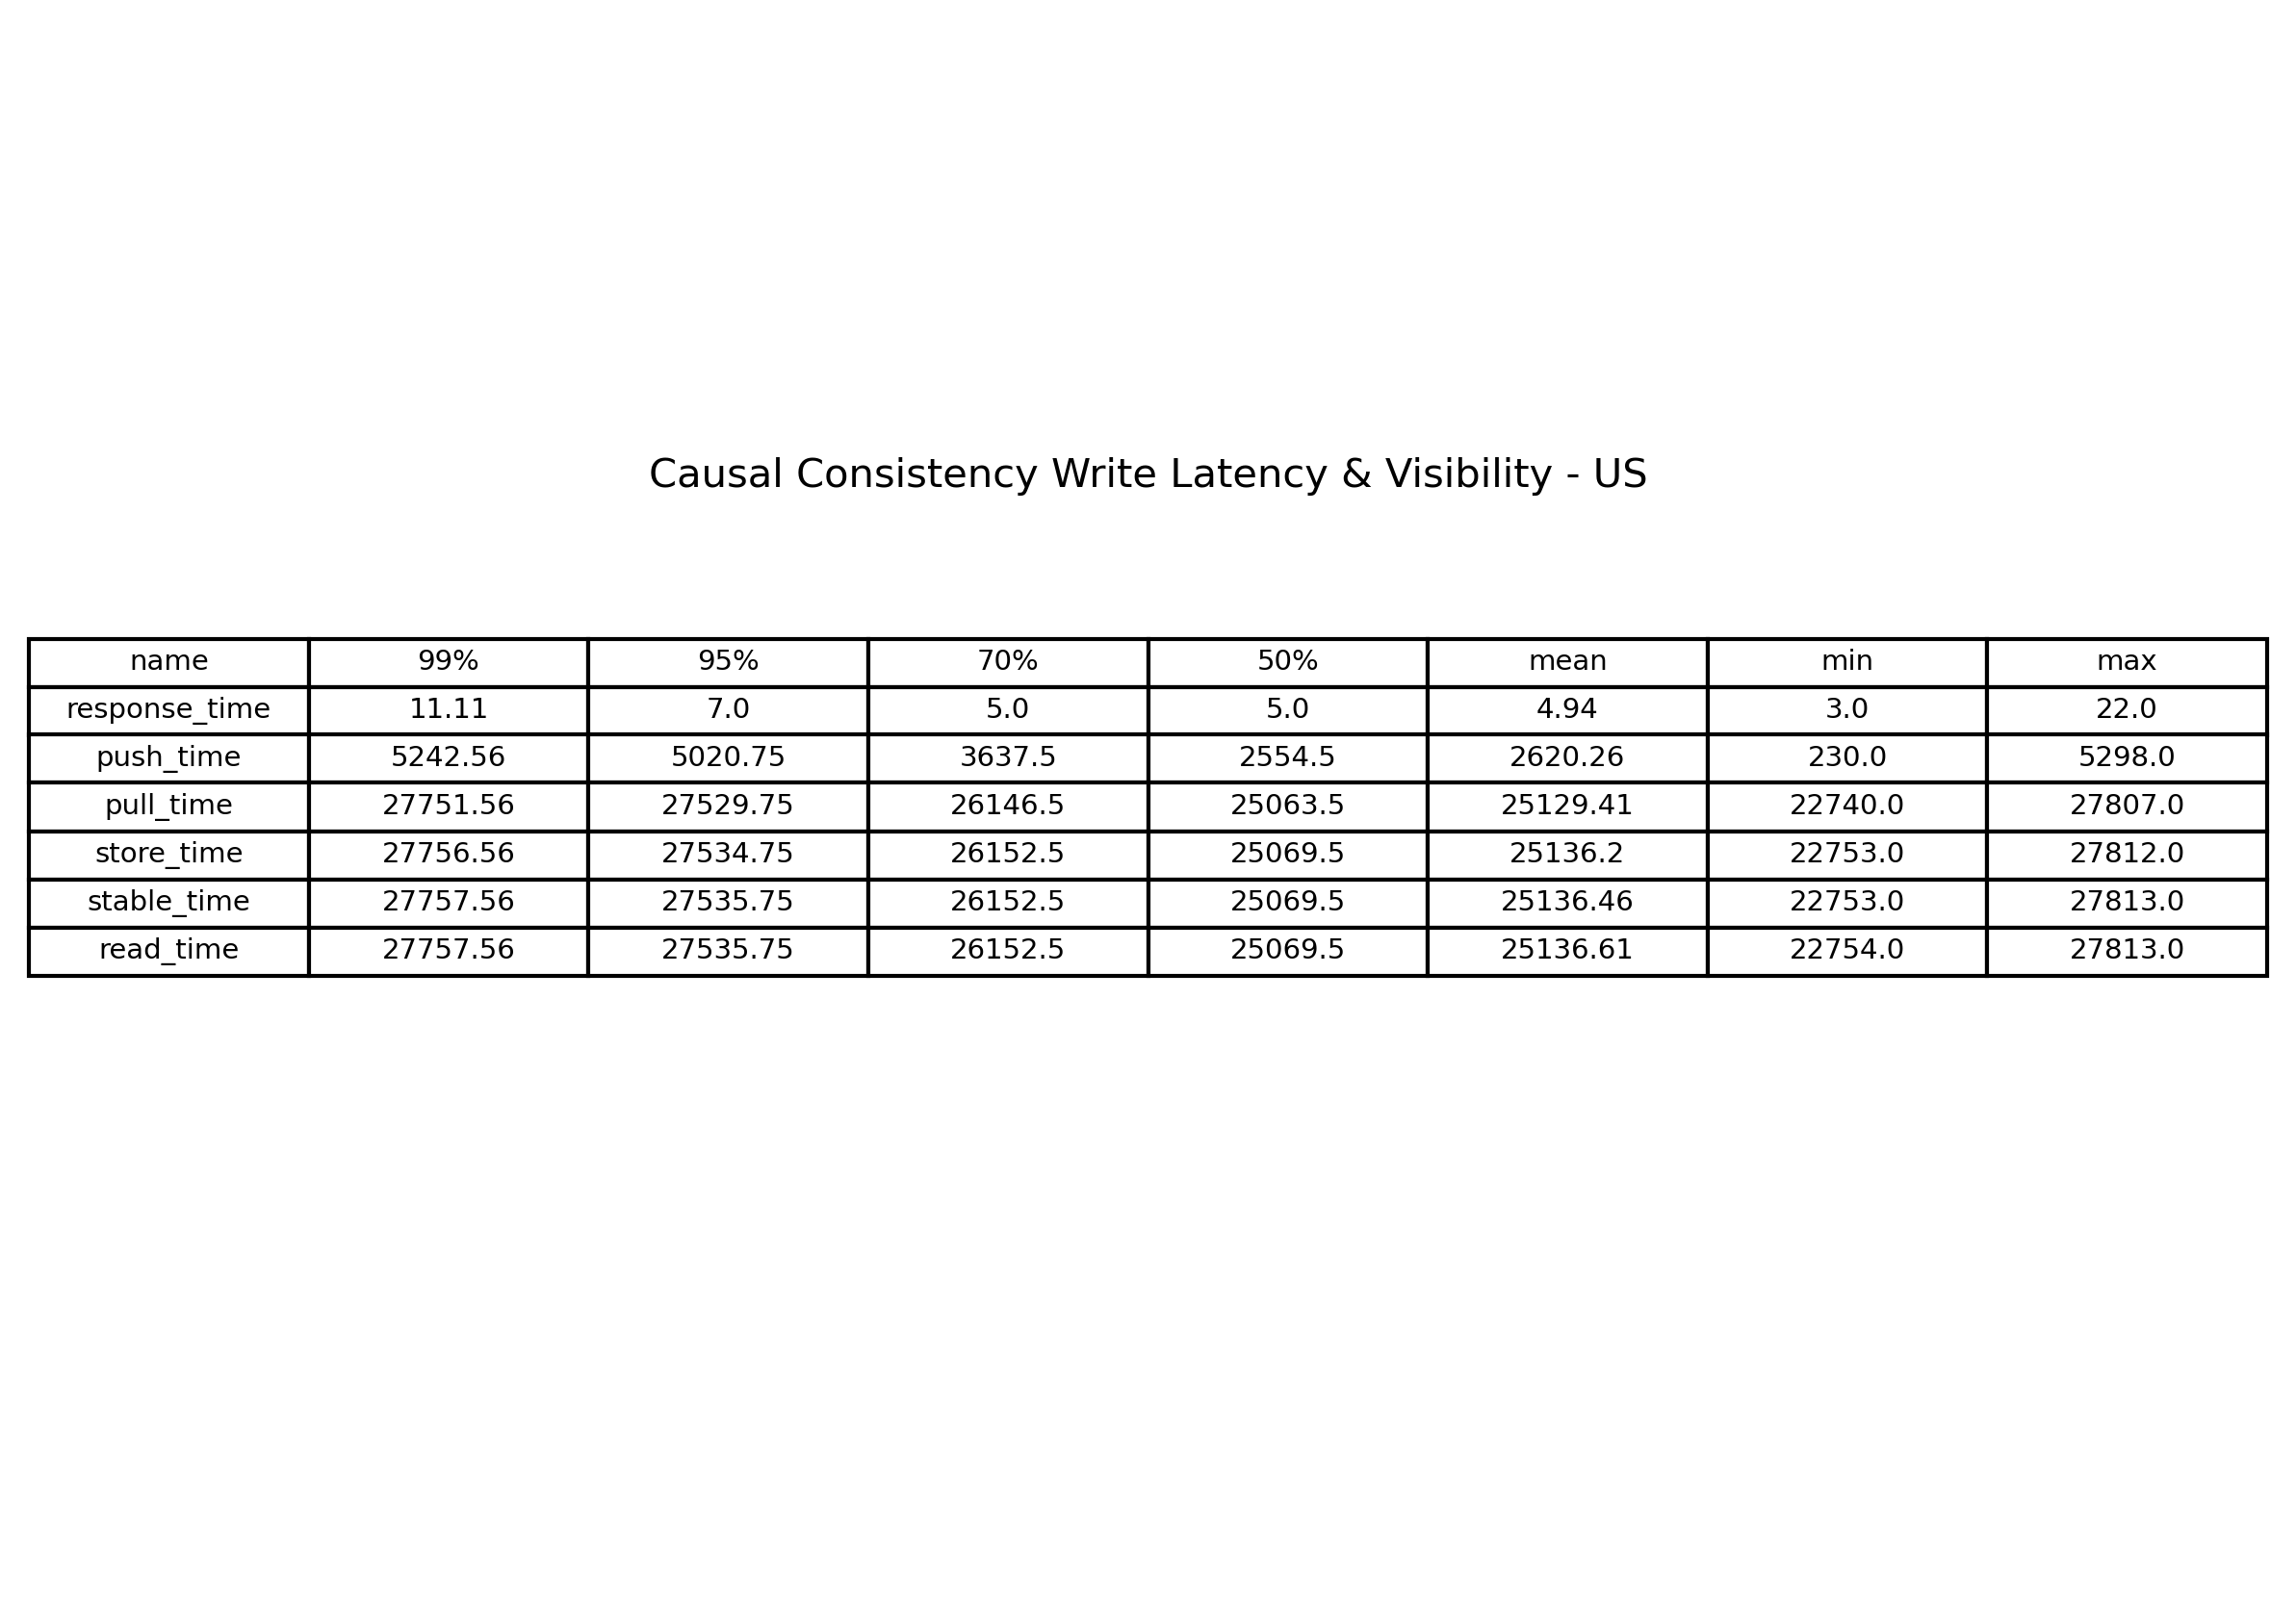 Causal Consistency Write Latency & Visibility - US
name 99% 95% 70% 50% mean min max
response_time 11.11 7.0 5.0 5.0 4.94 3.0 22.0
push_time 5242.56 5020.75 3637.5 2554.5 2620.26 230.0 5298.0
pull_time 27751.56 27529.75 26146.5 25063.5 25129.41 22740.0 27807.0
store_time 27756.56 27534.75 26152.5 25069.5 25136.2 22753.0 27812.0
stable_time 27757.56 27535.75 26152.5 25069.5 25136.46 22753.0 27813.0
read_time 27757.56 27535.75 26152.5 25069.5 25136.61 22754.0 27813.0